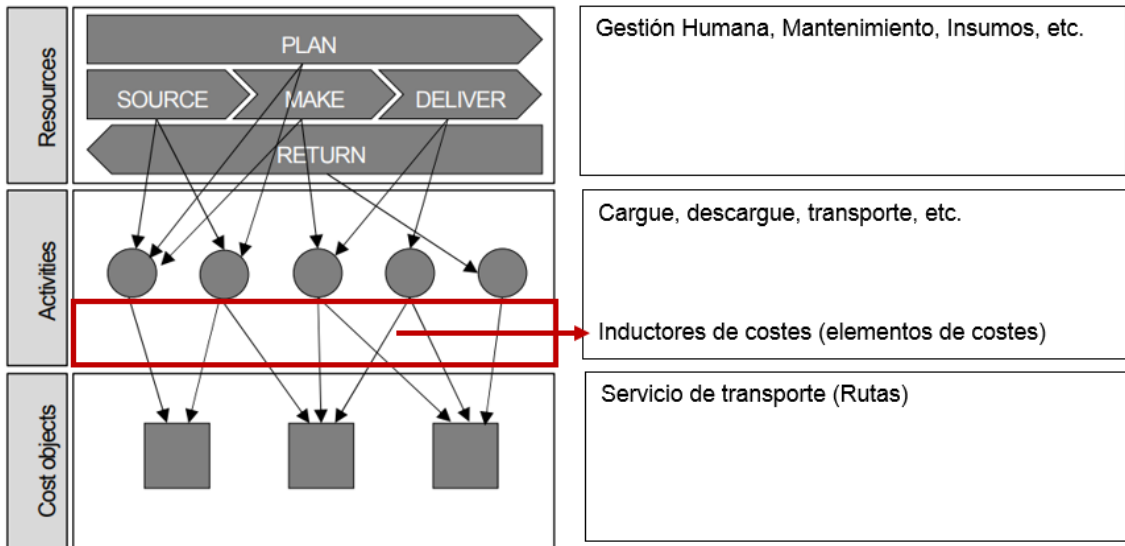 Resources
PLAN
SOURCE
MAKE
DELIVER
RETURN
Gestión Humana, Mantenimiento, Insumos, etc.
Activities
Cargue, descargue, transporte, etc.
Inductores de costes (elementos de costes)
Cost objects
Servicio de transporte (Rutas)